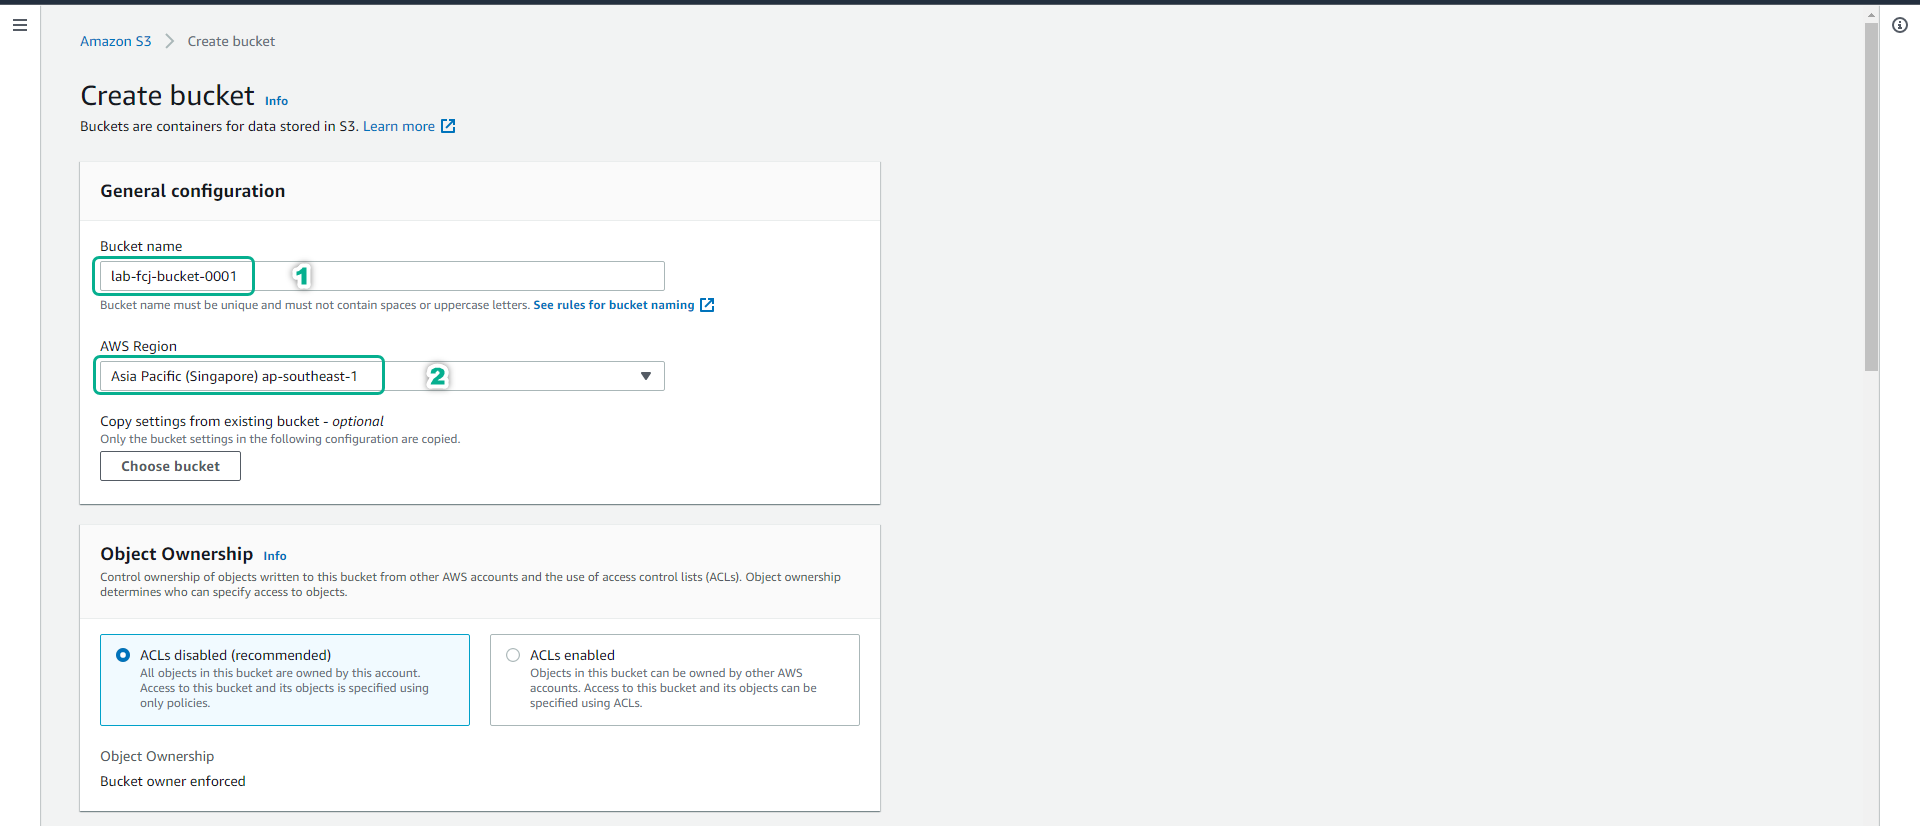 Amazon S3 > Create bucket
Create bucket Info
Buckets are containers for data stored in S3. Learn more
General configuration
Bucket name
lab-fcj-bucket-0001 1
Bucket name must be unique and must not contain spaces or uppercase letters. See rules for bucket naming
AWS Region
Asia Pacific (Singapore) ap-southeast-1 2
Copy settings from existing bucket - optional
Only the bucket settings in the following configuration are copied.
Choose bucket
Object Ownership Info
Control ownership of objects written to this bucket from other AWS accounts and the use of access control lists (ACLs). Object ownership
determines who can specify access to objects.
ACLs disabled (recommended)
All objects in this bucket are owned by this account.
Access to this bucket and its objects is specified using
only policies.
ACLs enabled
Objects in this bucket can be owned by other AWS
accounts. Access to this bucket and its objects can be
specified using ACLs.
Object Ownership
Bucket owner enforced